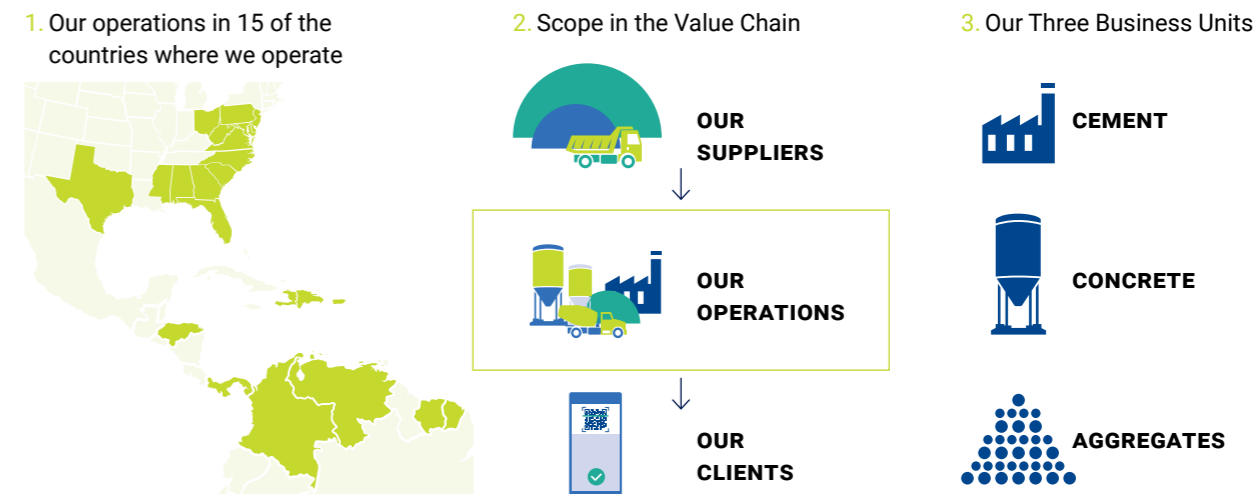 1. Our operations in 15 of the
countries where we operate
2. Scope in the Value Chain
OUR
SUPPLIERS
OUR
OPERATIONS
OUR
CLIENTS
3. Our Three Business Units
CEMENT
CONCRETE
AGGREGATES